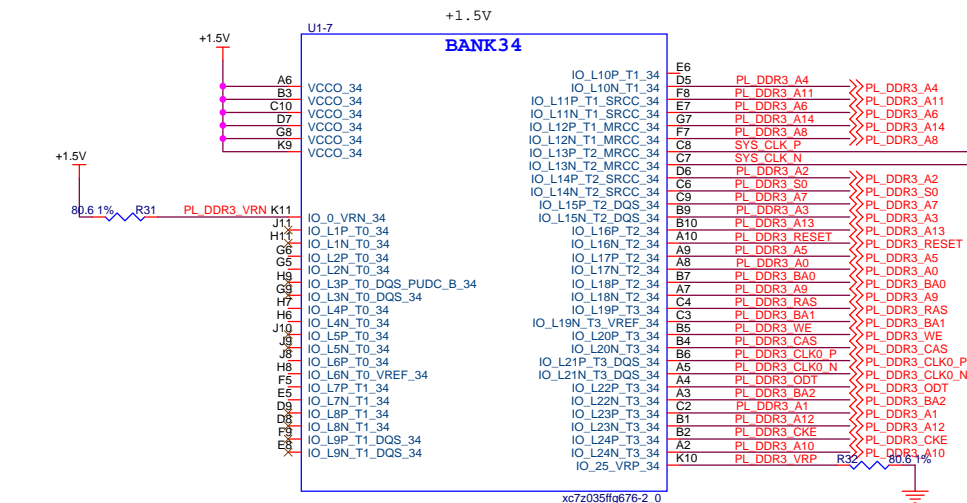 +1.5V
U1-7
BANK34
+1.5V
A6 VCCO_34
B3 VCCO_34
C10 VCCO_34
D7 VCCO_34
G8 VCCO_34
K9 VCCO_34
+1.5V
80.6 1% R31 PL_DDR3_VRN K11 IO_0_VRN_34
J11 IO_L1P_T0_34
H11 IO_L1N_T0_34
G6 IO_L2P_T0_34
G5 IO_L2N_T0_34
H9 IO_L3P_T0_DQS_PUDC_B_34
G9 IO_L3N_T0_DQS_34
H7 IO_L4P_T0_34
H6 IO_L4N_T0_34
J10 IO_L5P_T0_34
J9 IO_L5N_T0_34
J8 IO_L6P_T0_34
H8 IO_L6N_T0_VREF_34
F5 IO_L7P_T1_34
E5 IO_L7N_T1_34
D9 IO_L8P_T1_34
D8 IO_L8N_T1_34
F9 IO_L9P_T1_DQS_34
E8 IO_L9N_T1_DQS_34
IO_L10P_T1_34 E6
IO_L10N_T1_34 D5 PL_DDR3_A4 PL_DDR3_A4
IO_L11P_T1_SRCC_34 F8 PL_DDR3_A11 PL_DDR3_A11
IO_L11N_T1_SRCC_34 E7 PL_DDR3_A6 PL_DDR3_A6
IO_L12P_T1_MRCC_34 G7 PL_DDR3_A14 PL_DDR3_A14
IO_L12N_T1_MRCC_34 F7 PL_DDR3_A8 PL_DDR3_A8
IO_L13P_T2_MRCC_34 C8 SYS_CLK_P
IO_L13N_T2_MRCC_34 C7 SYS_CLK_N
IO_L14P_T2_SRCC_34 D6 PL_DDR3_A2 PL_DDR3_A2
IO_L14N_T2_SRCC_34 C6 PL_DDR3_S0 PL_DDR3_S0
IO_L15P_T2_DQS_34 C9 PL_DDR3_A7 PL_DDR3_A7
IO_L15N_T2_DQS_34 B9 PL_DDR3_A3 PL_DDR3_A3
IO_L16P_T2_34 B10 PL_DDR3_A13 PL_DDR3_A13
IO_L16N_T2_34 A10 PL_DDR3_RESET PL_DDR3_RESET
IO_L17P_T2_34 A9 PL_DDR3_A5 PL_DDR3_A5
IO_L17N_T2_34 A8 PL_DDR3_A0 PL_DDR3_A0
IO_L18P_T2_34 B7 PL_DDR3_BA0 PL_DDR3_BA0
IO_L18N_T2_34 A7 PL_DDR3_A9 PL_DDR3_A9
IO_L19P_T3_34 C4 PL_DDR3_RAS PL_DDR3_RAS
IO_L19N_T3_VREF_34 C3 PL_DDR3_BA1 PL_DDR3_BA1
IO_L20P_T3_34 B5 PL_DDR3_WE PL_DDR3_WE
IO_L20N_T3_34 B4 PL_DDR3_CAS PL_DDR3_CAS
IO_L21P_T3_DQS_34 B6 PL_DDR3_CLK0_P PL_DDR3_CLK0_P
IO_L21N_T3_DQS_34 A5 PL_DDR3_CLK0_N PL_DDR3_CLK0_N
IO_L22P_T3_34 A4 PL_DDR3_ODT PL_DDR3_ODT
IO_L22N_T3_34 A3 PL_DDR3_BA2 PL_DDR3_BA2
IO_L23P_T3_34 C2 PL_DDR3_A1 PL_DDR3_A1
IO_L23N_T3_34 B1 PL_DDR3_A12 PL_DDR3_A12
IO_L24P_T3_34 B2 PL_DDR3_CKE PL_DDR3_CKE
IO_L24N_T3_34 A2 PL_DDR3_A10 PL_DDR3_A10
IO_25_VRP_34 K10 PL_DDR3_VRP R32 80.6 1%
xc7z035ffg676-2_0